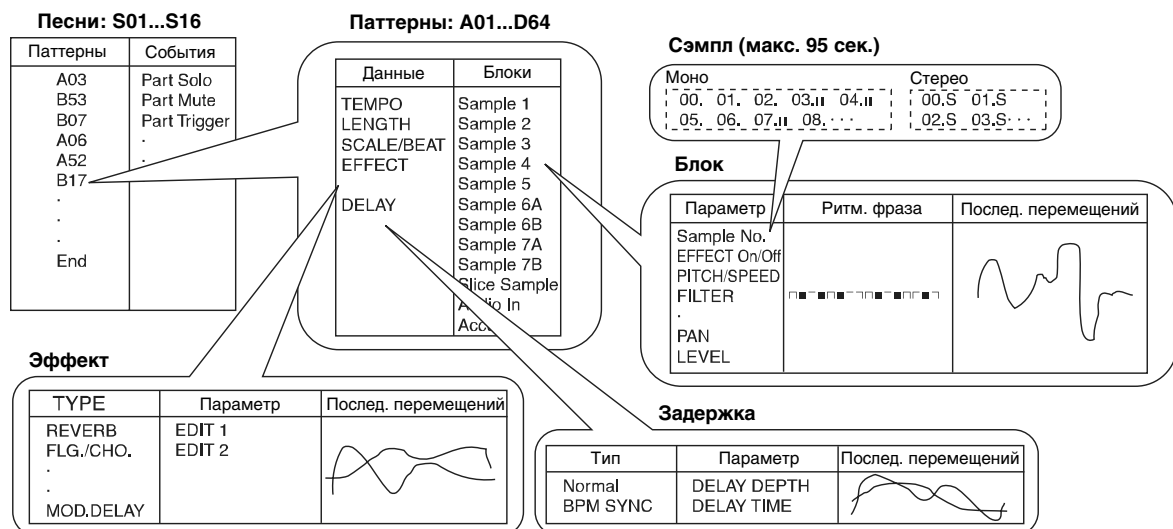 Песни: S01...S16
Паттерны
События
A03
Part Solo
B53
Part Mute
B07
Part Trigger
A06
A52
B17
End
Паттерны: A01...D64
Данные
Блоки
TEMPO
LENGTH
SCALE/BEAT
EFFECT
DELAY
Sample 1
Sample 2
Sample 3
Sample 4
Sample 5
Sample 6A
Sample 6B
Sample 7A
Sample 7B
Slice Sample
Сэмпл (макс. 95 сек.)
Моно
00. 01. 02. 03.ıı 04.ıı
05. 06. 07.ıı 08. · · ·
Стерео
00.S 01.S
02.S 03.S · · ·
Блок
Параметр
Ритм. фраза
Послед. перемещений
Sample No.
EFFECT On/Off
PITCH/SPEED
FILTER
PAN
LEVEL
Эффект
TYPE
Параметр
Послед. перемещений
REVERB
EDIT 1
FLG./CHO.
EDIT 2
MOD.DELAY
Задержка
Тип
Параметр
Послед. перемещений
Normal
DELAY DEPTH
BPM SYNC
DELAY TIME